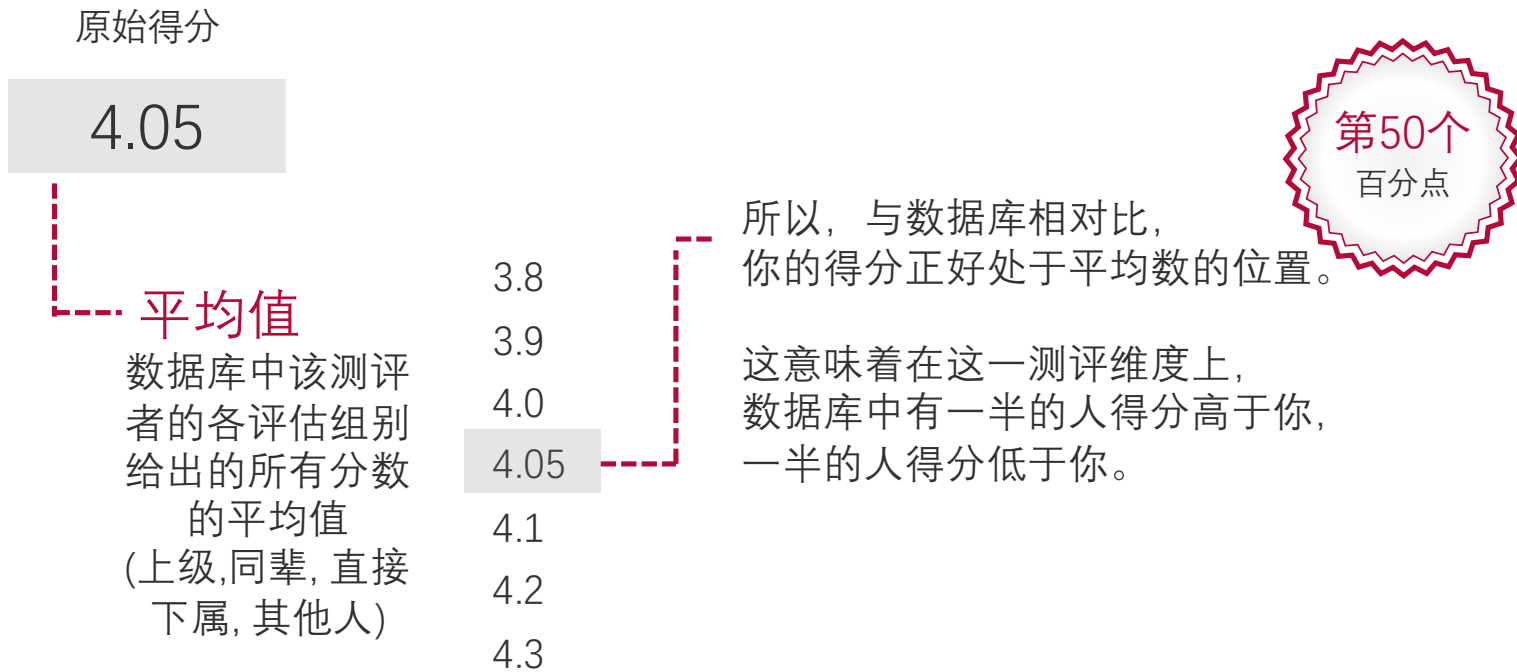 原始得分
4.05
平均值
数据库中该测评
者的各评估组别
给出的所有分数
的平均值
(上级,同辈, 直接
下属, 其他人)
3.8
3.9
4.0
4.05
4.1
4.2
4.3
所以，与数据库相对比，
你的得分正好处于平均数的位置。
这意味着在这一测评维度上，
数据库中有一半的人得分高于你，
一半的人得分低于你。
第50个
百分点